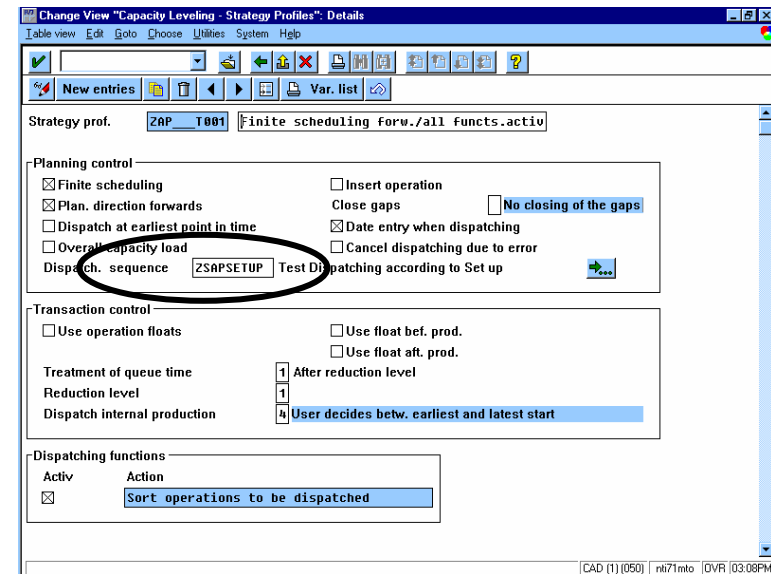 Change View "Capacity Leveling - Strategy Profiles": Details
Table view Edit Goto Choose Utilities System Help
New entries Var. list
Strategy prof. ZAP___T001 Finite scheduling forw./all functs.activ
Planning control
Finite scheduling Insert operation
Plan. direction forwards Close gaps No closing of the gaps
Dispatch at earliest point in time Date entry when dispatching
Overall capacity load Cancel dispatching due to error
Dispatch. sequence ZSAPSETUP Test Dispatching according to Set up
Transaction control
Use operation floats Use float bef. prod.
Use float aft. prod.
Treatment of queue time 1 After reduction level
Reduction level 1
Dispatch internal production 4 User decides betw. earliest and latest start
Dispatching functions
Activ Action
Sort operations to be dispatched
CAD (1) (050) nti71mto OVR 03:08PM